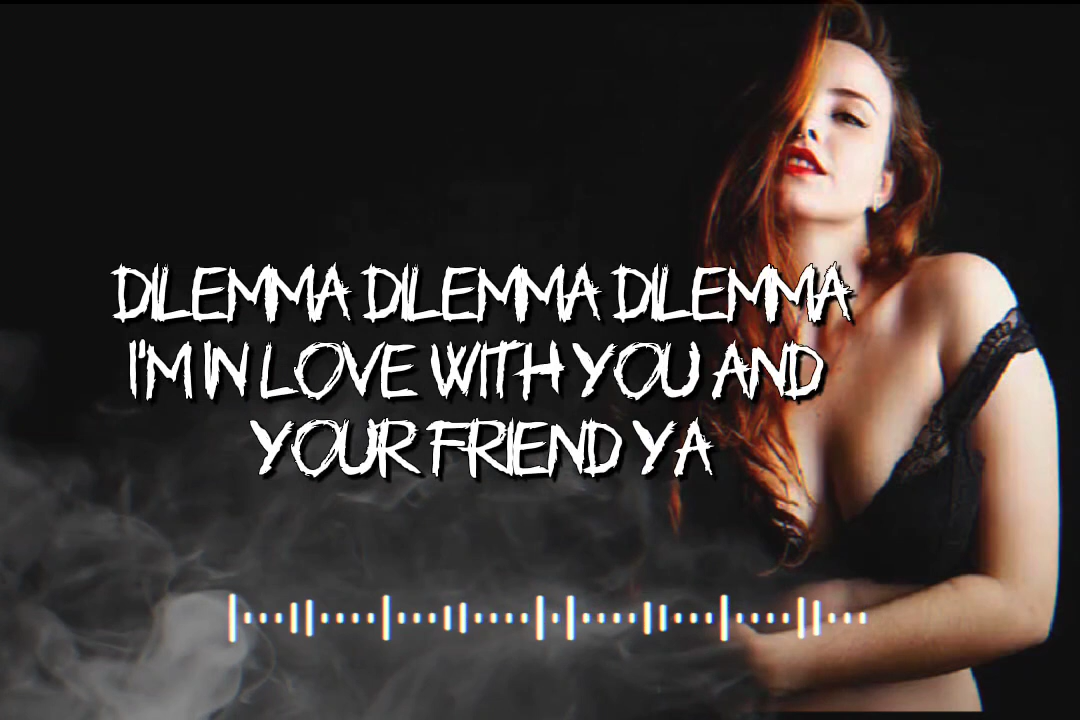 DILEMMA DILEMMA DILEMMA
I'M IN LOVE WITH YOU AND
YOUR FRIEND YA